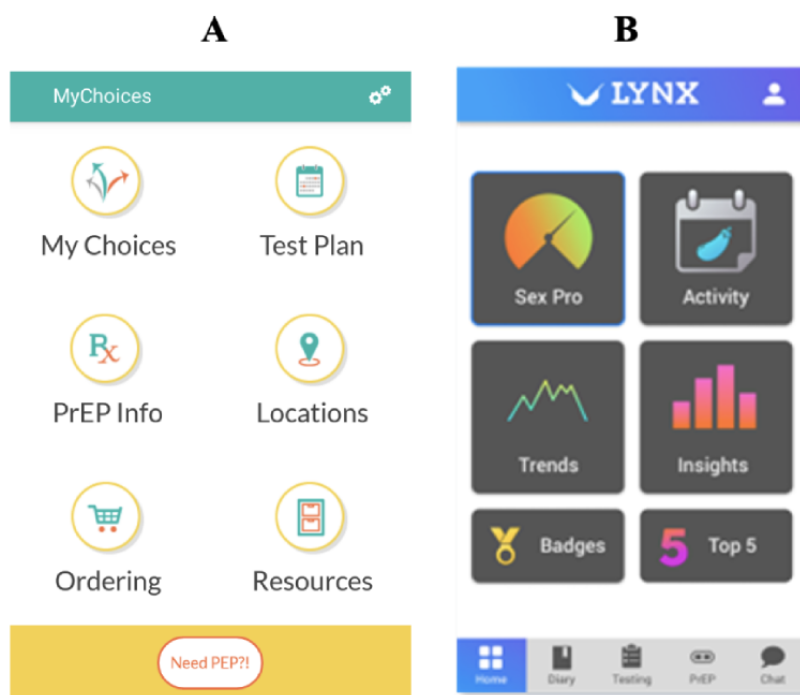 A
MyChoices
My Choices
Test Plan
Rx
PrEP Info
Locations
Ordering
Resources
Need PEP?!
B
LYNX
Sex Pro
Activity
Trends
Insights
Badges
5
Top 5
Home
Diary
Testing
PrEP
Chat